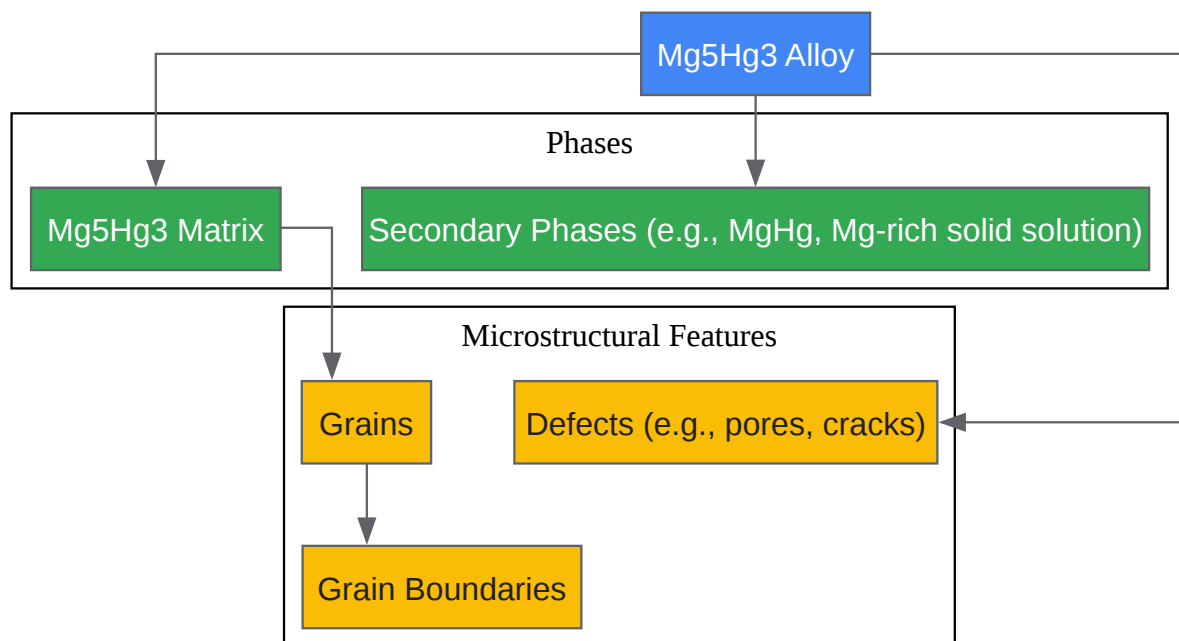 Mg5Hg3 Alloy
Phases
Mg5Hg3 Matrix
Secondary Phases (e.g., MgHg, Mg-rich solid solution)
Microstructural Features
Grains
Defects (e.g., pores, cracks)
Grain Boundaries